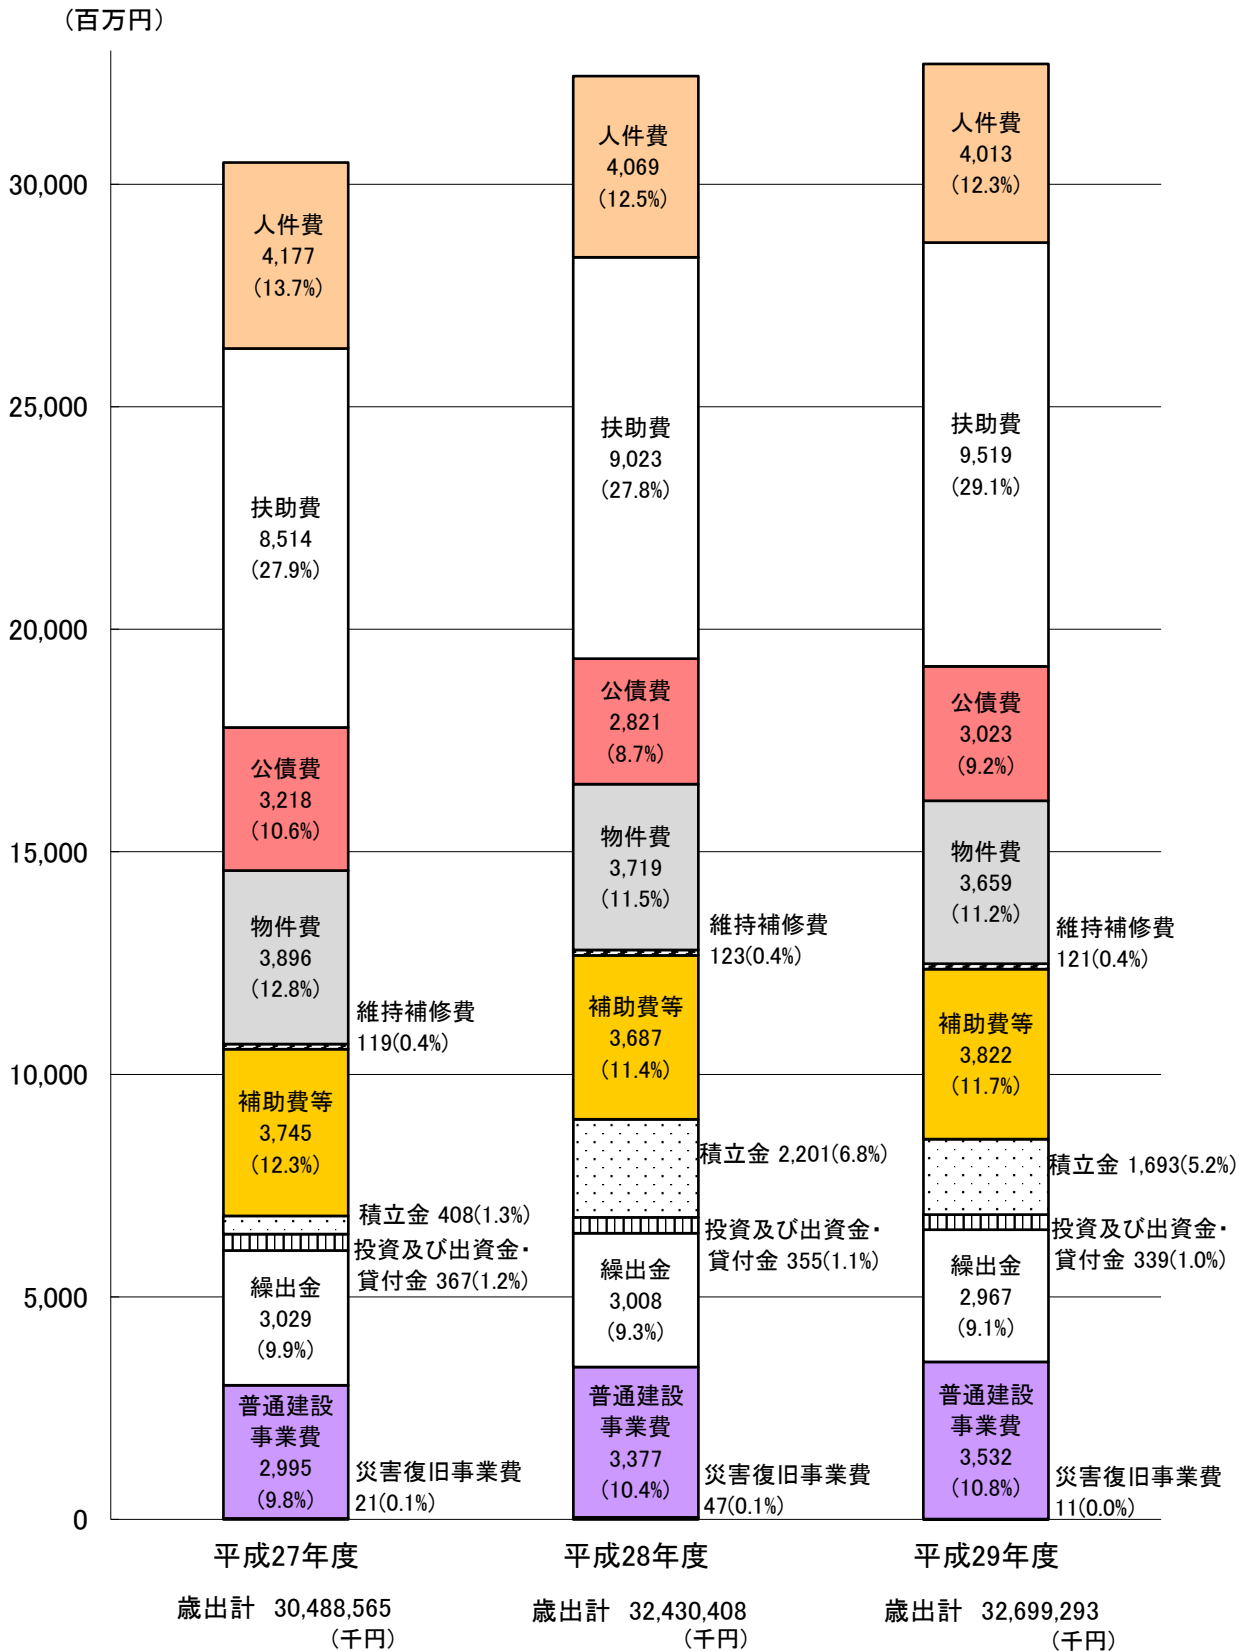 (百万円)
30,000
25,000
20,000
15,000
10,000
5,000
0
人件費
4,177
(13.7%)
扶助費
8,514
(27.9%)
公債費
3,218
(10.6%)
物件費
3,896
(12.8%)
維持補修費
119(0.4%)
補助費等
3,745
(12.3%)
積立金 408(1.3%)
投資及び出資金・
貸付金 367(1.2%)
繰出金
3,029
(9.9%)
普通建設
事業費
2,995
(9.8%)
災害復旧事業費
21(0.1%)
平成27年度
歳出計 30,488,565
(千円)
人件費
4,069
(12.5%)
扶助費
9,023
(27.8%)
公債費
2,821
(8.7%)
物件費
3,719
(11.5%)
維持補修費
123(0.4%)
補助費等
3,687
(11.4%)
積立金 2,201(6.8%)
投資及び出資金・
貸付金 355(1.1%)
繰出金
3,008
(9.3%)
普通建設
事業費
3,377
(10.4%)
災害復旧事業費
47(0.1%)
平成28年度
歳出計 32,430,408
(千円)
人件費
4,013
(12.3%)
扶助費
9,519
(29.1%)
公債費
3,023
(9.2%)
物件費
3,659
(11.2%)
維持補修費
121(0.4%)
補助費等
3,822
(11.7%)
積立金 1,693(5.2%)
投資及び出資金・
貸付金 339(1.0%)
繰出金
2,967
(9.1%)
普通建設
事業費
3,532
(10.8%)
災害復旧事業費
11(0.0%)
平成29年度
歳出計 32,699,293
(千円)